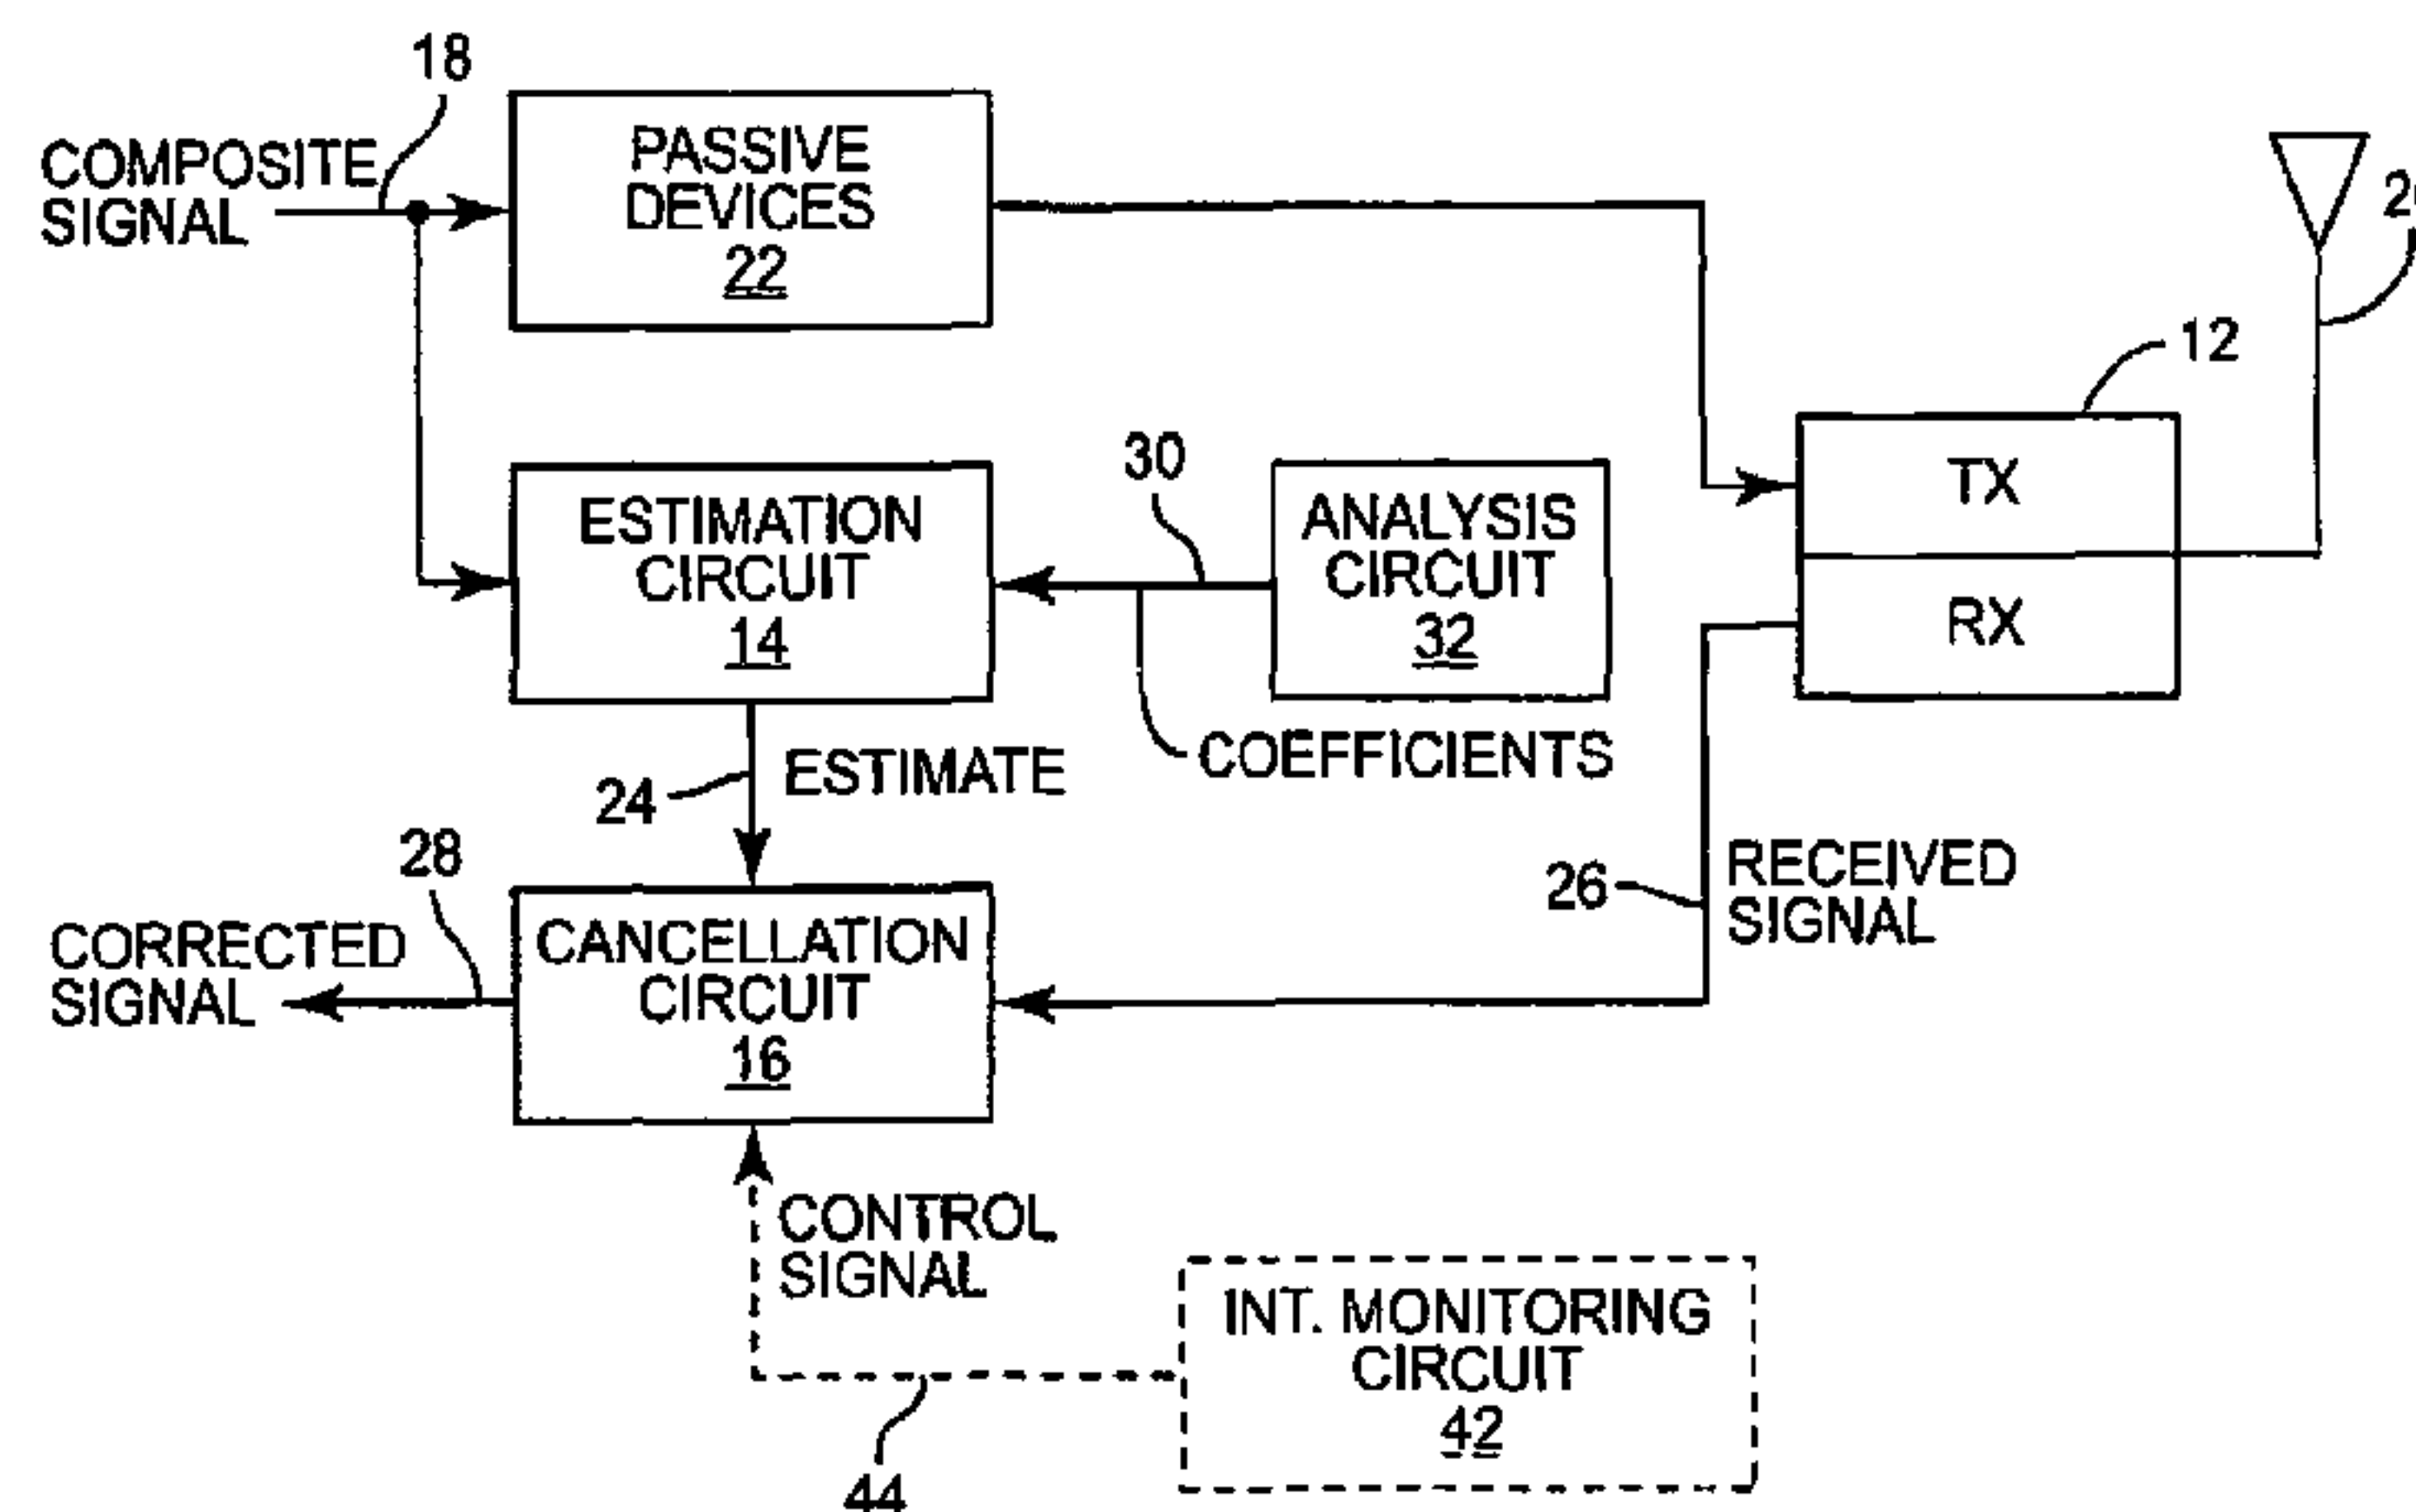 18
COMPOSITE
SIGNAL
PASSIVE
DEVICES
22
12
TX
RX
ESTIMATION
CIRCUIT
14
30
ANALYSIS
CIRCUIT
32
COEFFICIENTS
24
ESTIMATE
28
CORRECTED
SIGNAL
CANCELLATION
CIRCUIT
16
26
RECEIVED
SIGNAL
CONTROL
SIGNAL
INT. MONITORING
CIRCUIT
42
44